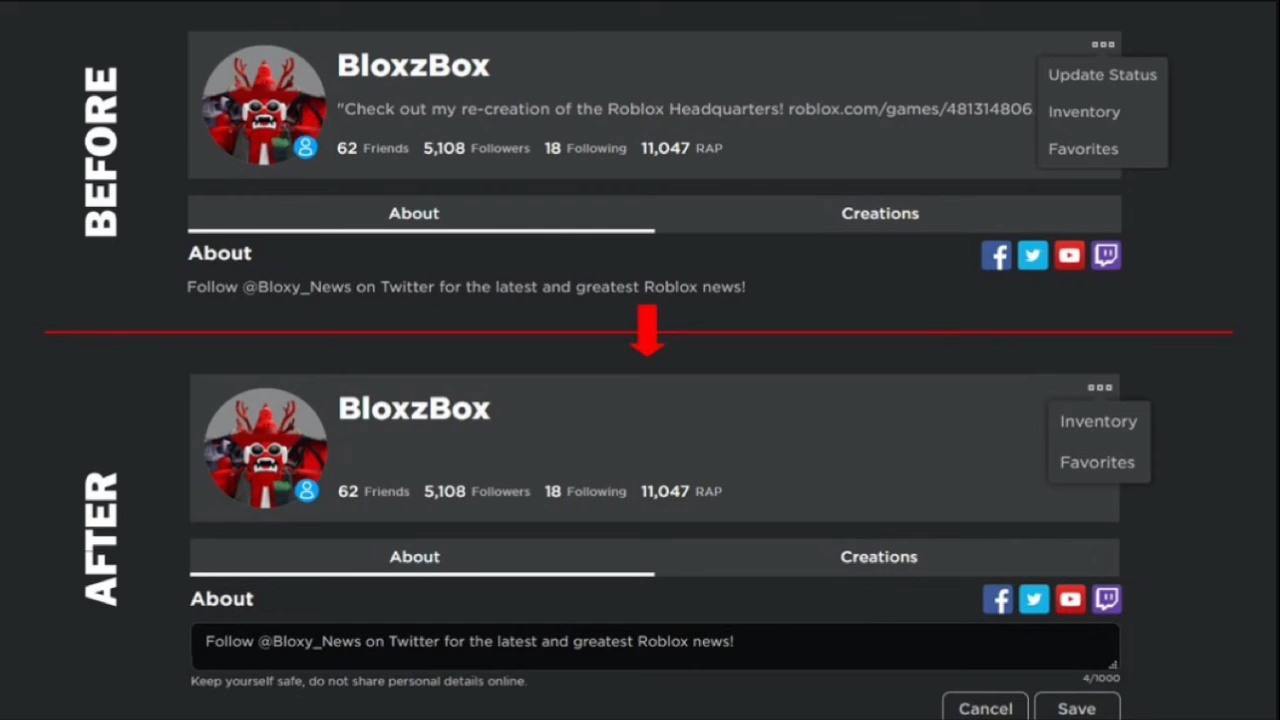 BEFORE
BloxzBox
Update Status
"Check out my re-creation of the Roblox Headquarters! roblox.com/games/481314806
Inventory
62 Friends 5,108 Followers 18 Following 11,047 RAP
Favorites
About Creations
About
Follow @Bloxy_News on Twitter for the latest and greatest Roblox news!
AFTER
BloxzBox
Inventory
Favorites
62 Friends 5,108 Followers 18 Following 11,047 RAP
About Creations
About
Follow @Bloxy_News on Twitter for the latest and greatest Roblox news!
Keep yourself safe, do not share personal details online. 4/1000
Cancel Save